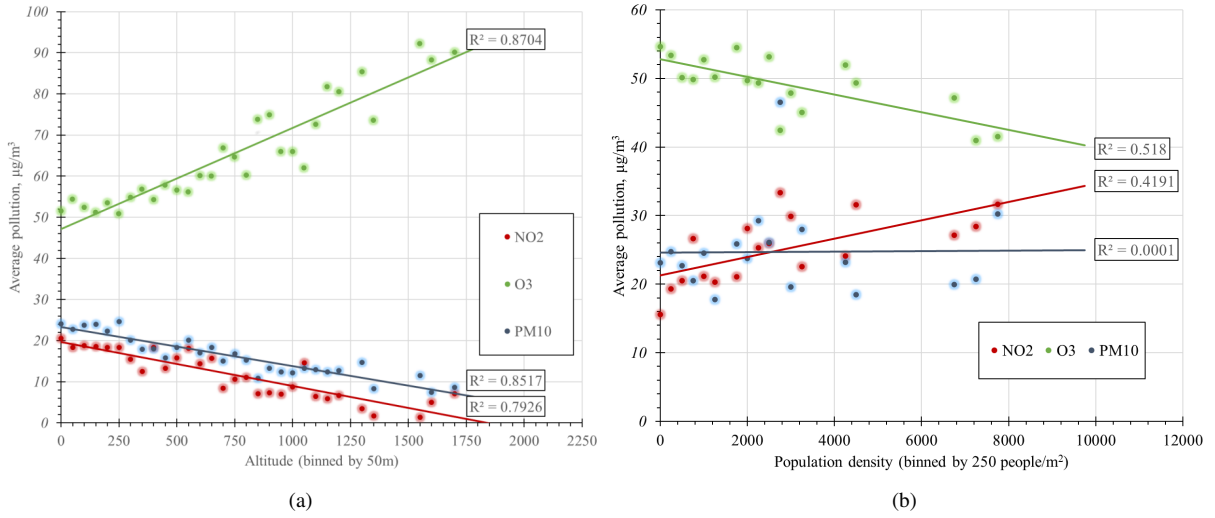 100
90
80
70
60
50
40
30
20
10
0
Average pollution, µg/m³
R² = 0.8704
NO2
O3
PM10
R² = 0.8517
R² = 0.7926
0 250 500 750 1000 1250 1500 1750 2000 2250
Altitude (binned by 50m)
(a)
60
50
40
30
20
10
0
Average pollution, µg/m³
R² = 0.518
R² = 0.4191
R² = 0.0001
NO2 O3 PM10
0 2000 4000 6000 8000 10000 12000
Population density (binned by 250 people/m²)
(b)